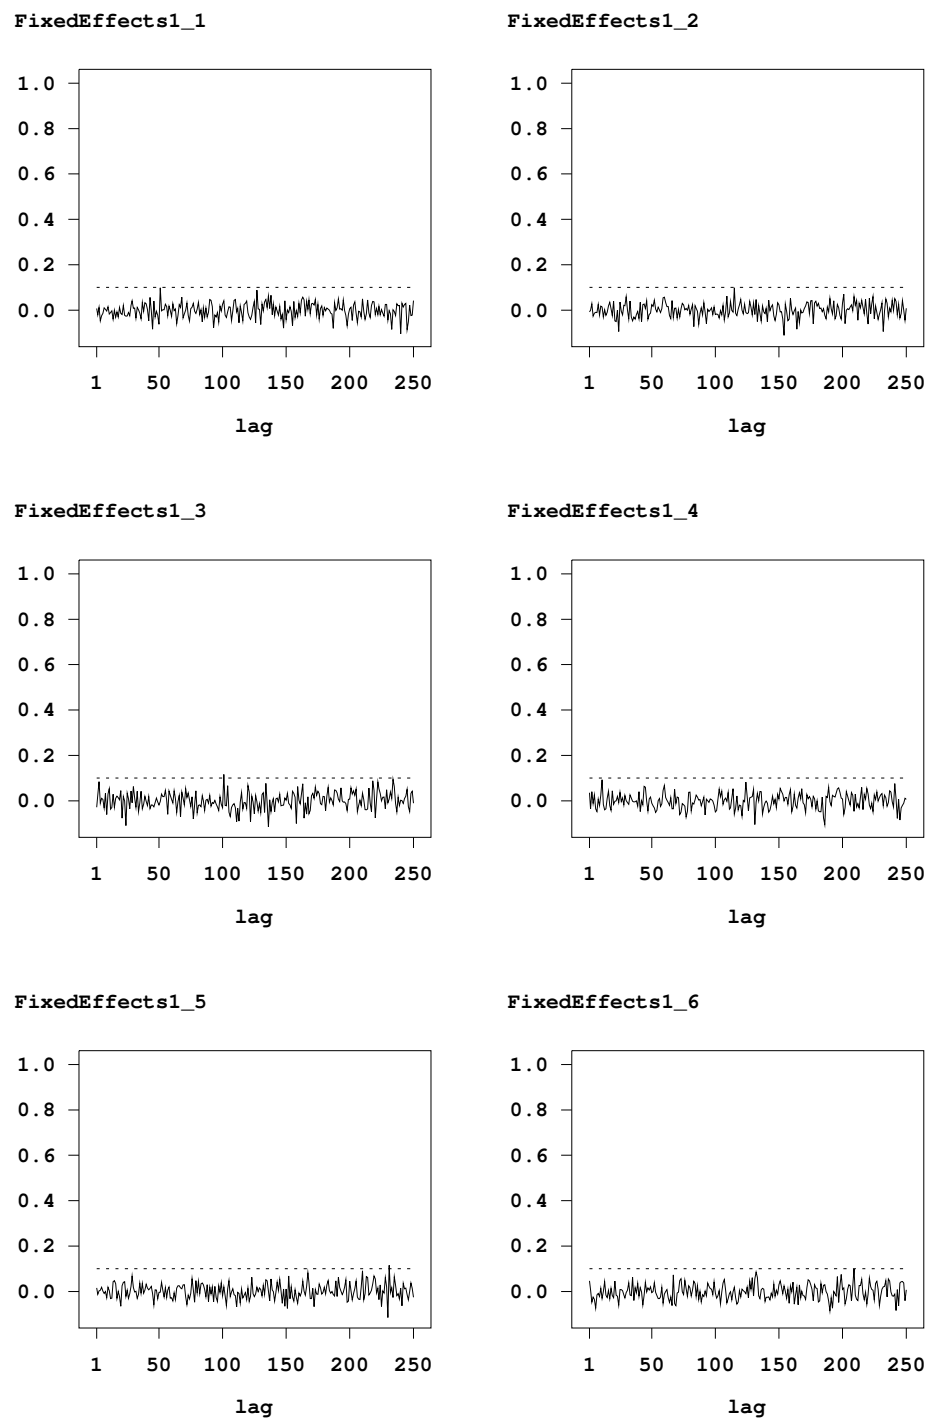 FixedEffects1_1
FixedEffects1_2
1.0
0.8
0.6
0.4
0.2
0.0
1 50 100 150 200 250
lag
1.0
0.8
0.6
0.4
0.2
0.0
1 50 100 150 200 250
lag
FixedEffects1_3
FixedEffects1_4
1.0
0.8
0.6
0.4
0.2
0.0
1 50 100 150 200 250
lag
1.0
0.8
0.6
0.4
0.2
0.0
1 50 100 150 200 250
lag
FixedEffects1_5
FixedEffects1_6
1.0
0.8
0.6
0.4
0.2
0.0
1 50 100 150 200 250
lag
1.0
0.8
0.6
0.4
0.2
0.0
1 50 100 150 200 250
lag